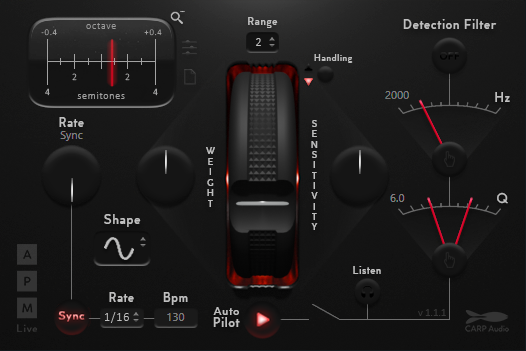 octave
-0.4 +0.4
2 2
4 4
semitones
Range
2
Handling
Detection Filter
OFF
2000 Hz
6.0 Q
Rate
Sync
WEIGHT
SENSITIVITY
Shape
A
P
M
Live
Sync
Rate
1/16
Bpm
130
Auto
Pilot
Listen
v 1.1.1
CARP Audio